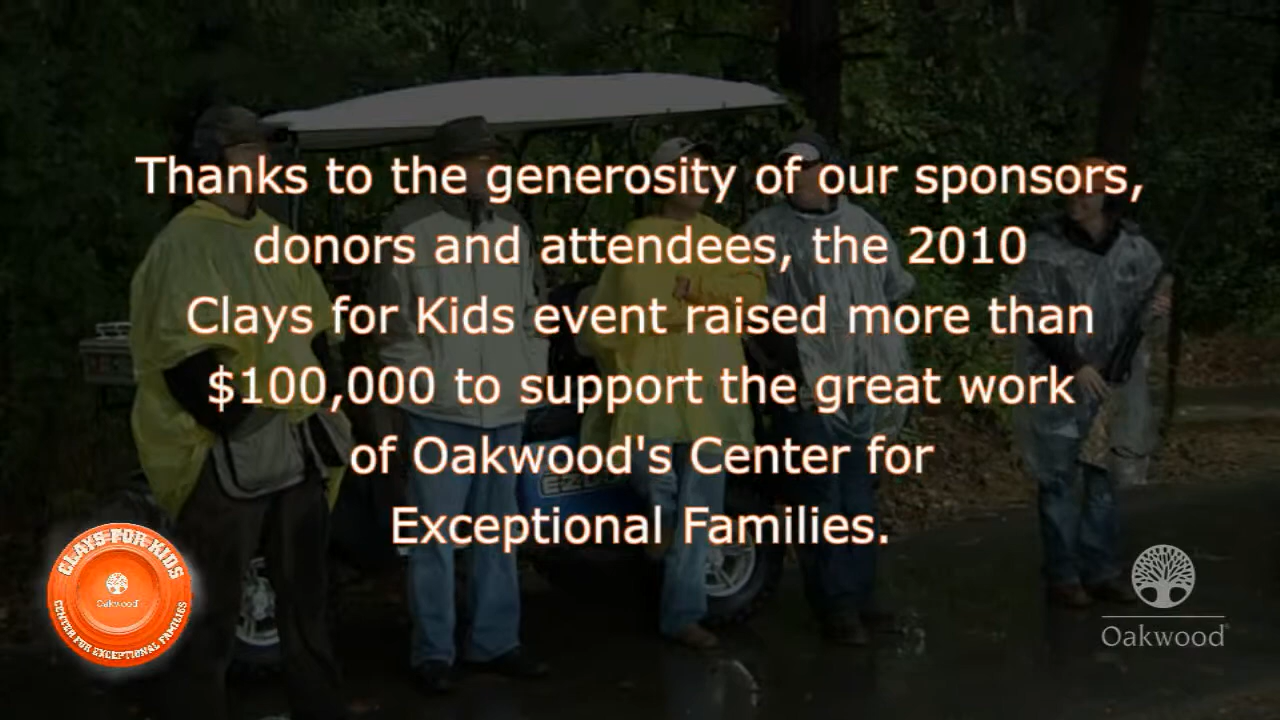 Thanks to the generosity of our sponsors,
donors and attendees, the 2010
Clays for Kids event raised more than
$100,000 to support the great work
of Oakwood's Center for
Exceptional Families.
CLAYS FOR KIDS
Oakwood
CENTER FOR EXCEPTIONAL FAMILIES
Oakwood